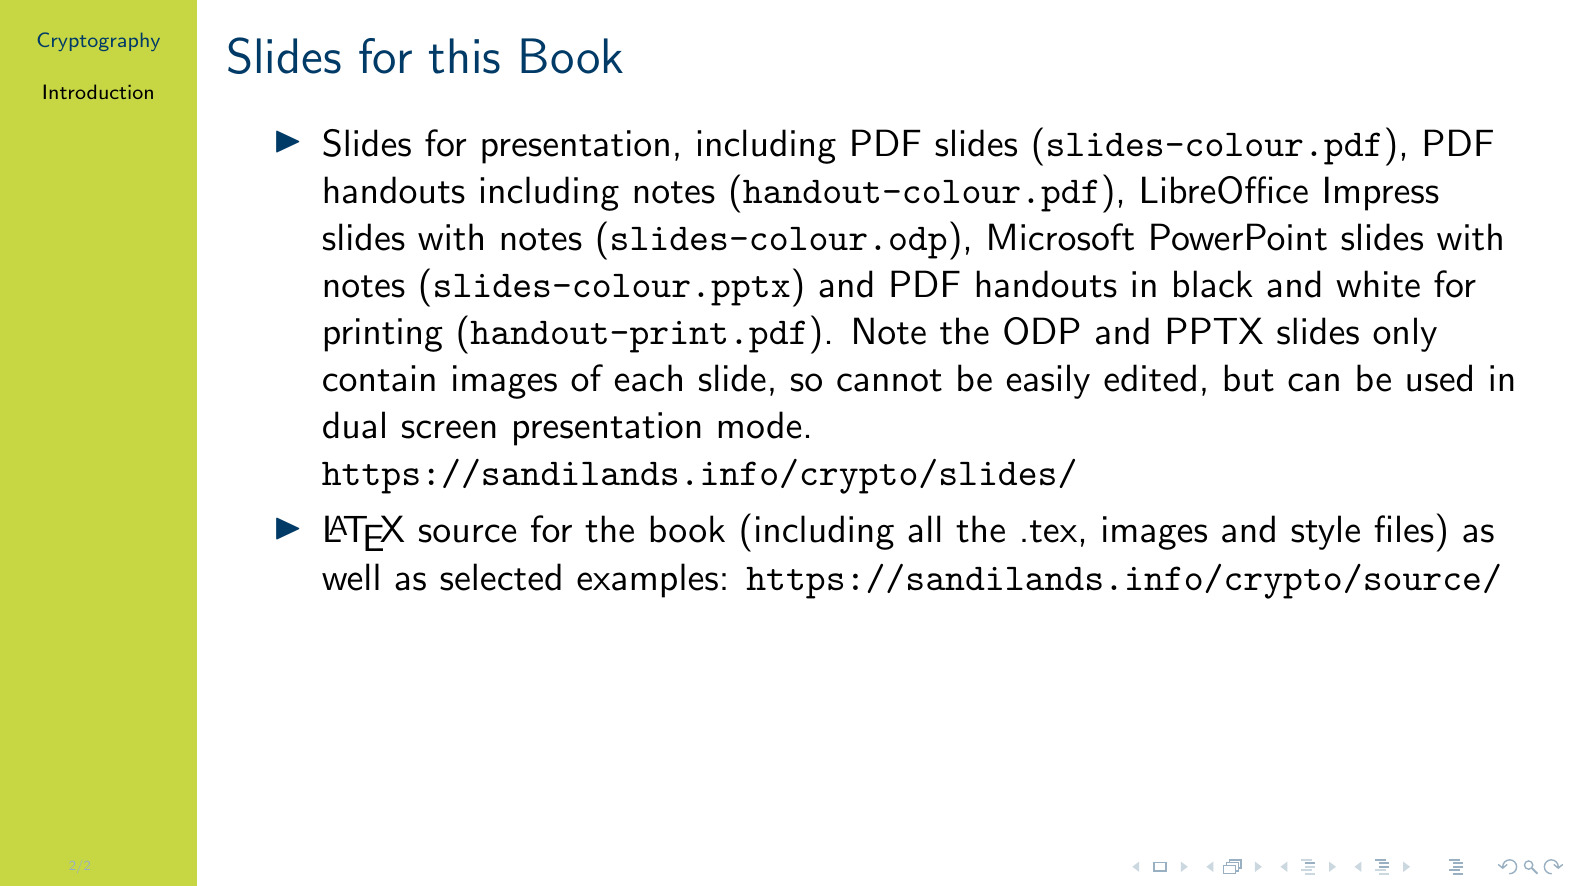 Cryptography
Introduction
Slides for this Book
Slides for presentation, including PDF slides (slides-colour.pdf), PDF
handouts including notes (handout-colour.pdf), LibreOffice Impress
slides with notes (slides-colour.odp), Microsoft PowerPoint slides with
notes (slides-colour.pptx) and PDF handouts in black and white for
printing (handout-print.pdf). Note the ODP and PPTX slides only
contain images of each slide, so cannot be easily edited, but can be used in
dual screen presentation mode.
https://sandilands.info/crypto/slides/
LATEX source for the book (including all the .tex, images and style files) as
well as selected examples: https://sandilands.info/crypto/source/
2/2